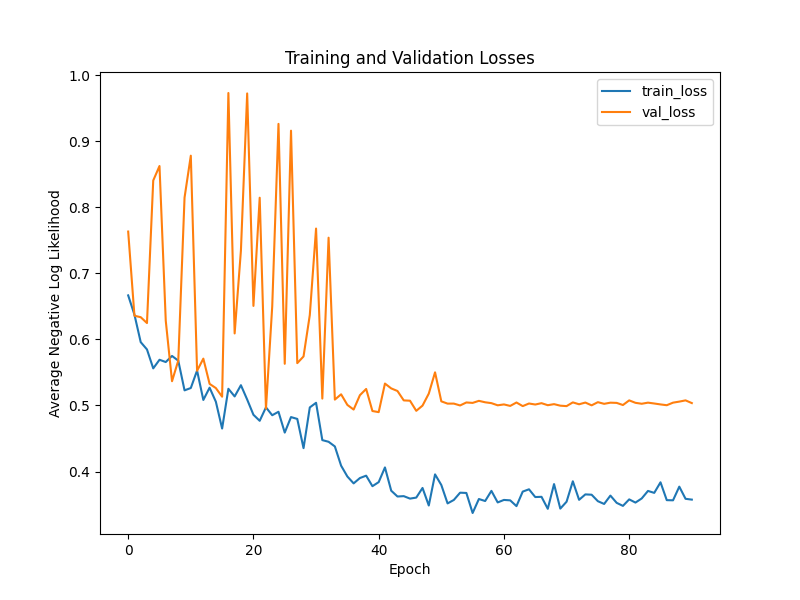 Training and Validation Losses
train_loss
val_loss
Average Negative Log Likelihood
1.0
0.9
0.8
0.7
0.6
0.5
0.4
0
20
40
60
80
Epoch